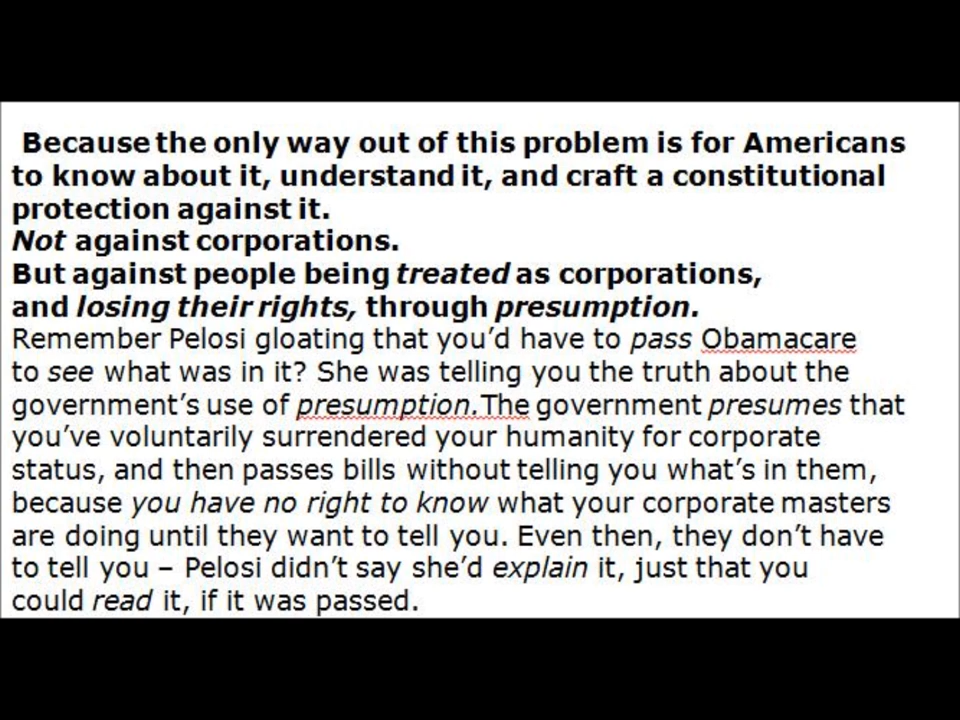 Because the only way out of this problem is for Americans
to know about it, understand it, and craft a constitutional
protection against it.
Not against corporations.
But against people being treated as corporations,
and losing their rights, through presumption.
Remember Pelosi gloating that you’d have to pass Obamacare
to see what was in it? She was telling you the truth about the
government’s use of presumption.The government presumes that
you’ve voluntarily surrendered your humanity for corporate
status, and then passes bills without telling you what’s in them,
because you have no right to know what your corporate masters
are doing until they want to tell you. Even then, they don’t have
to tell you – Pelosi didn’t say she’d explain it, just that you
could read it, if it was passed.